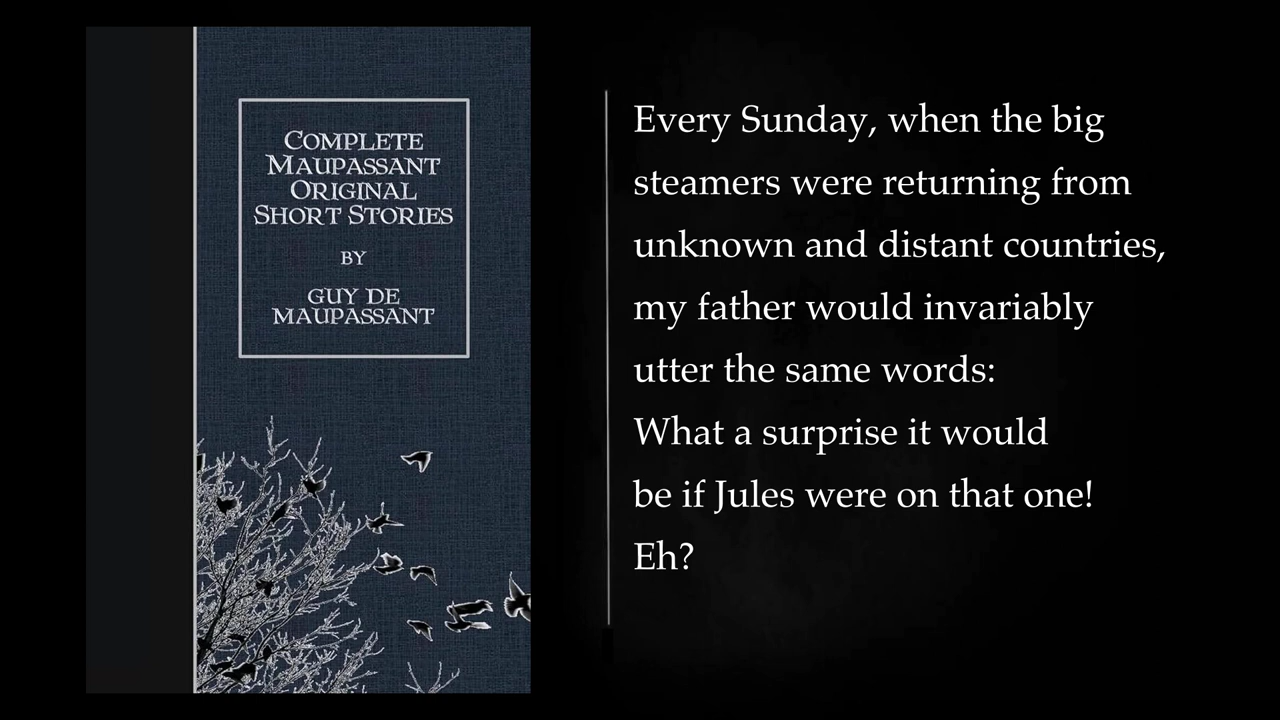 COMPLETE
MAUPASSANT
ORIGINAL
SHORT STORIES
BY
GUY DE
MAUPASSANT
Every Sunday, when the big
steamers were returning from
unknown and distant countries,
my father would invariably
utter the same words:
What a surprise it would
be if Jules were on that one!
Eh?